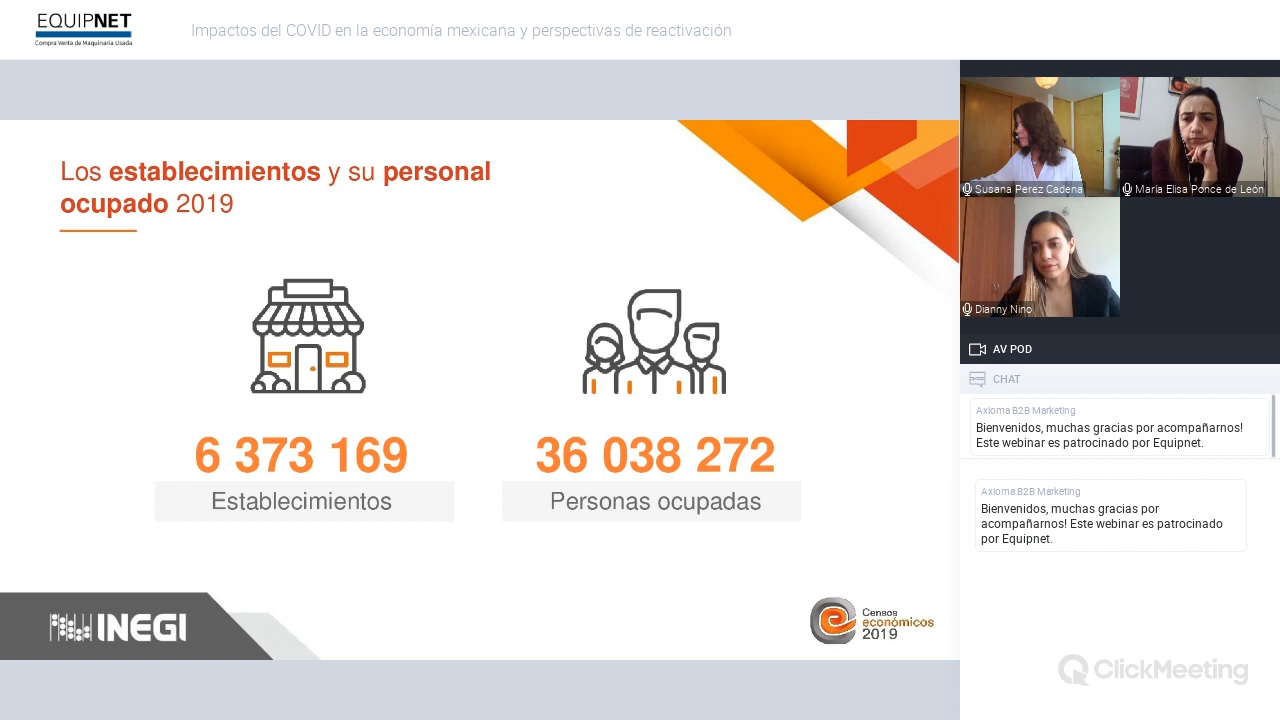 EQUIPNET
Compra Venta de Maquinaria Usada
Impactos del COVID en la economía mexicana y perspectivas de reactivación
Los establecimientos y su personal
ocupado 2019
6 373 169
Establecimientos
36 038 272
Personas ocupadas
INEGI
Censos
económicos
2019
Susana Perez Cadena
María Elisa Ponce de León
Dianny Nino
AV POD
CHAT
Axioma B2B Marketing
Bienvenidos, muchas gracias por acompañarnos!
Este webinar es patrocinado por Equipnet.
Axioma B2B Marketing
Bienvenidos, muchas gracias por
acompañarnos! Este webinar es patrocinado
por Equipnet.
ClickMeeting